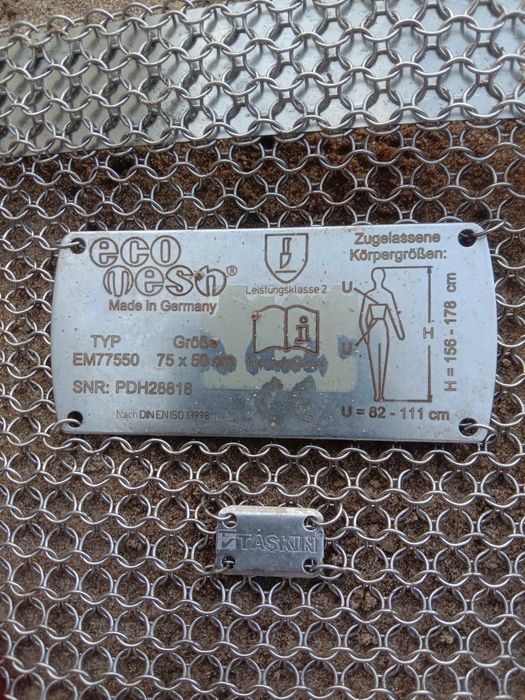 eco
mesh®
Made in Germany
Leistungsklasse 2
Zugelassene
Körpergrößen:
TYP Größe
EM77550 75 x 50 cm
SNR: PDH28818
Nach DIN EN ISO 13998
i
U
U
H
H = 156 - 178 cm
U = 82 - 111 cm
CE
TASKIN®